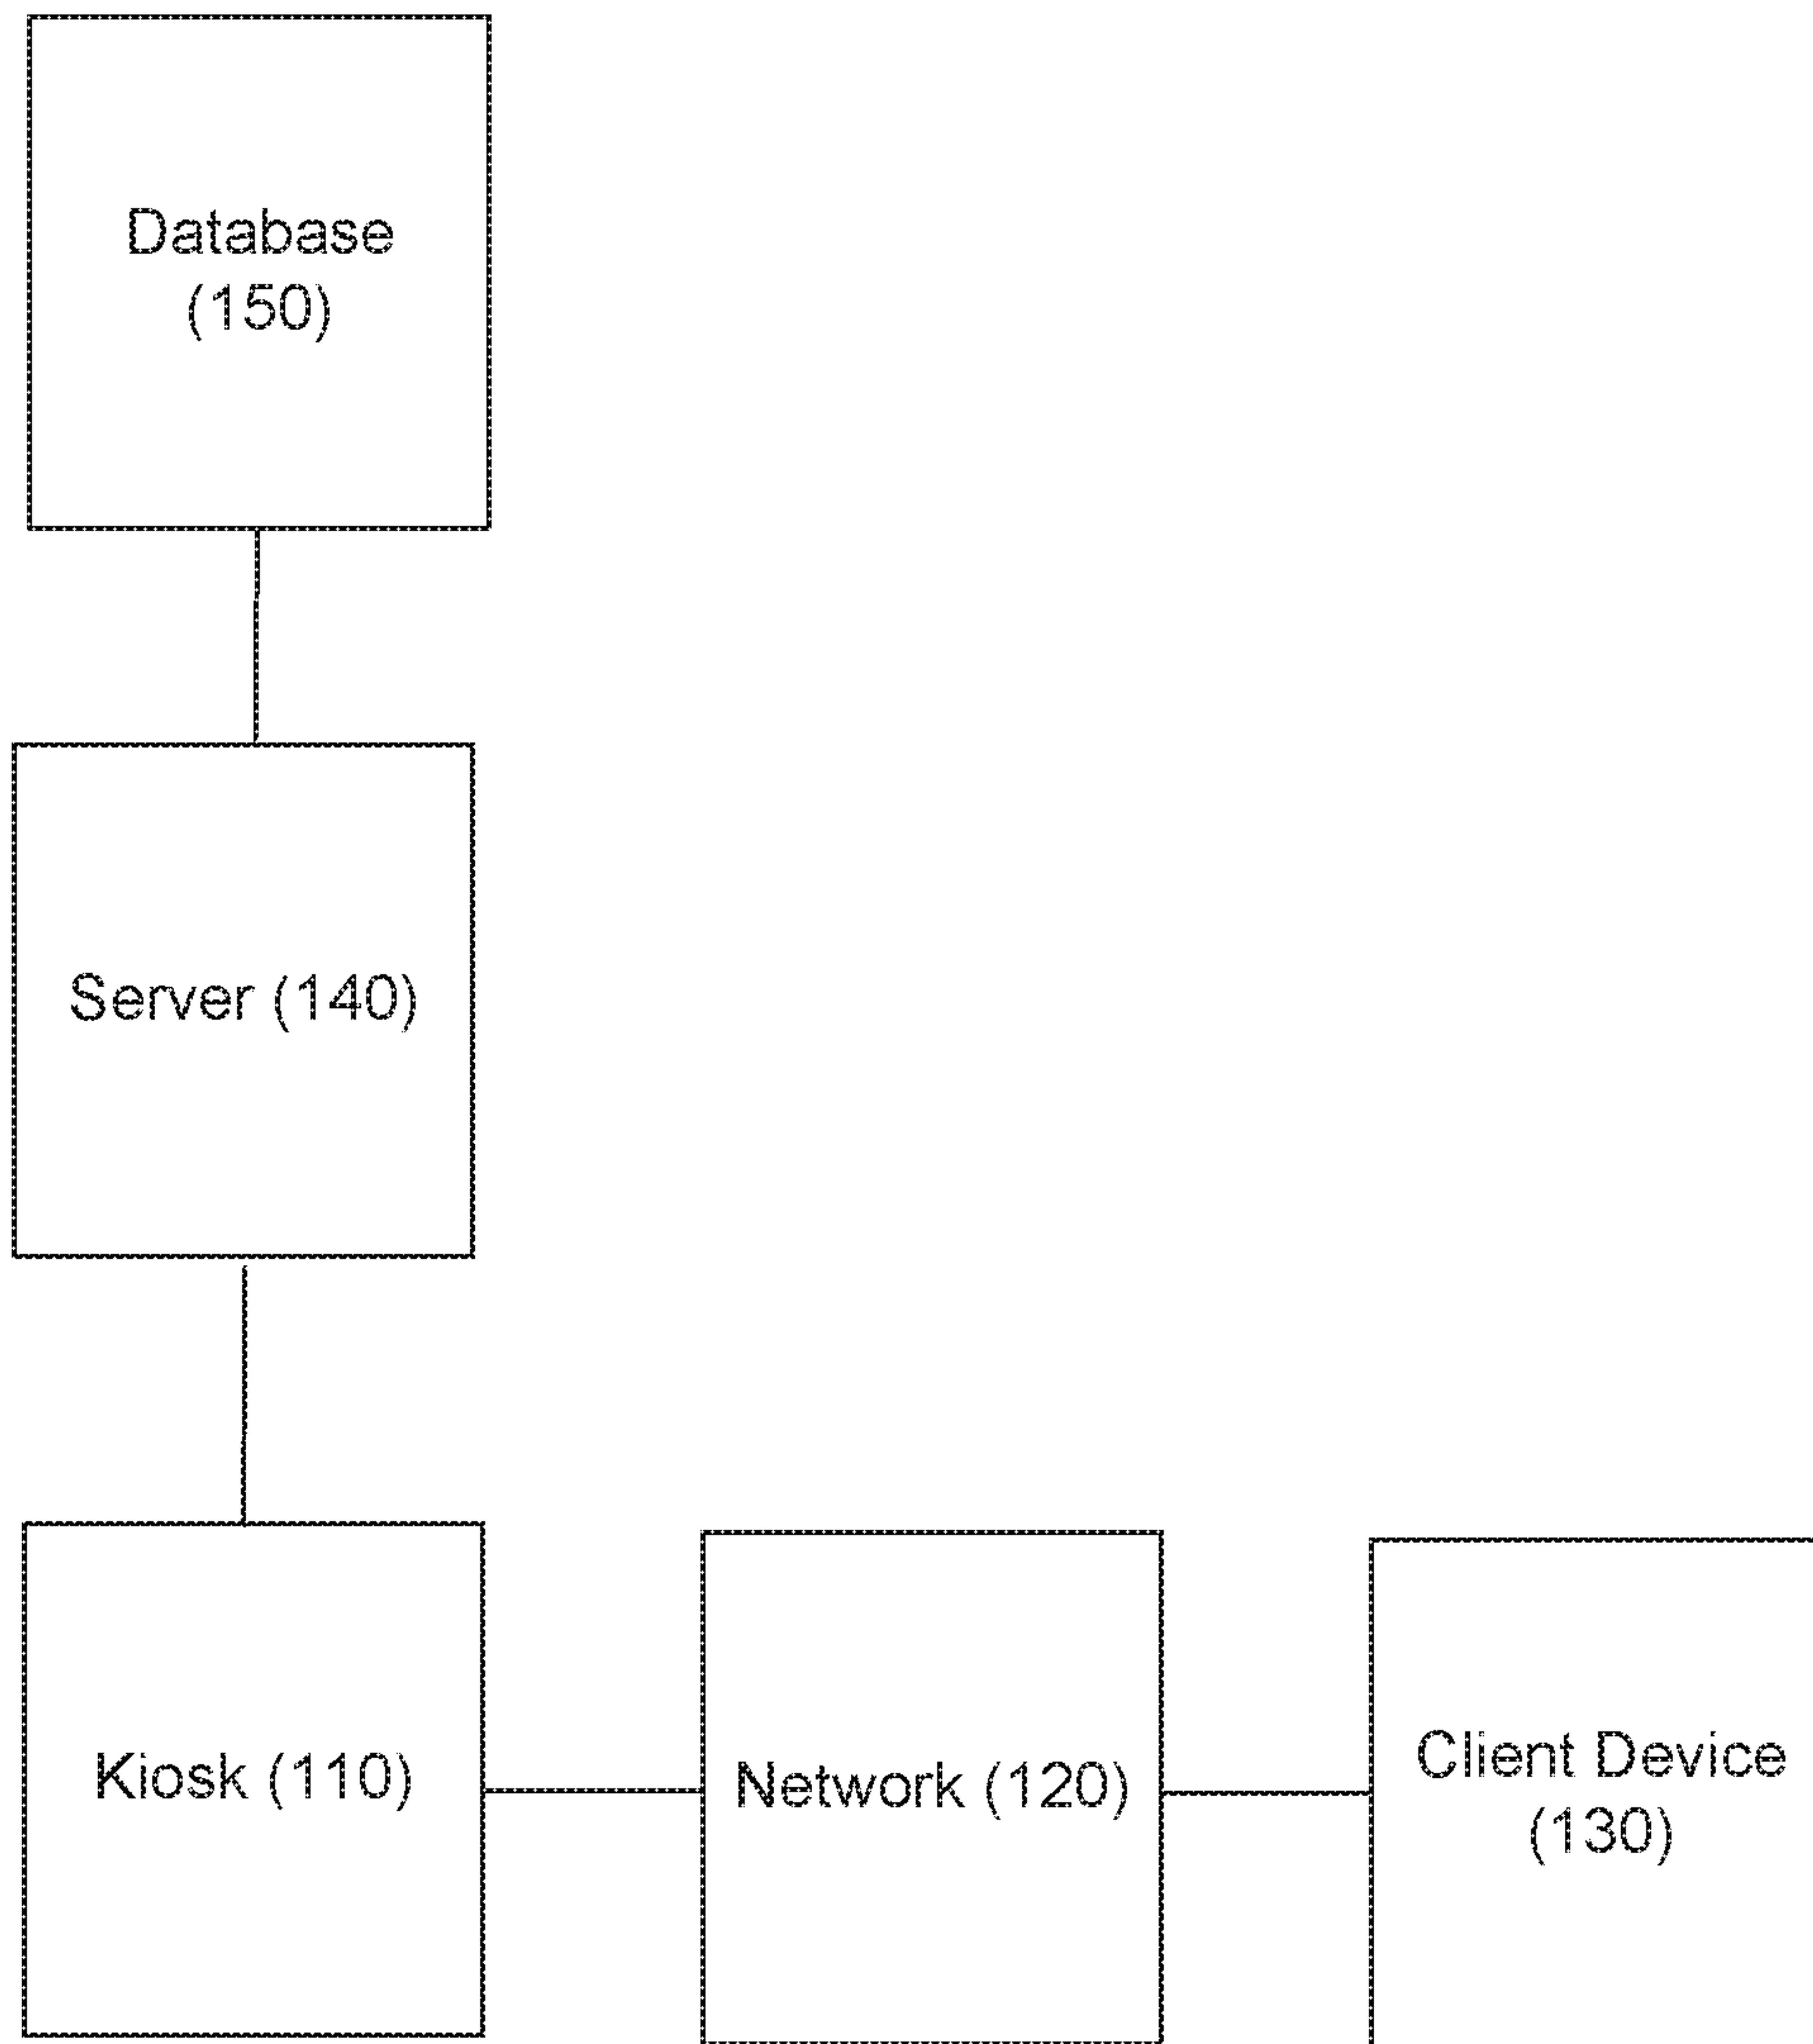 Database
(150)
Server (140)
Kiosk (110)
Network (120)
Client Device
(130)